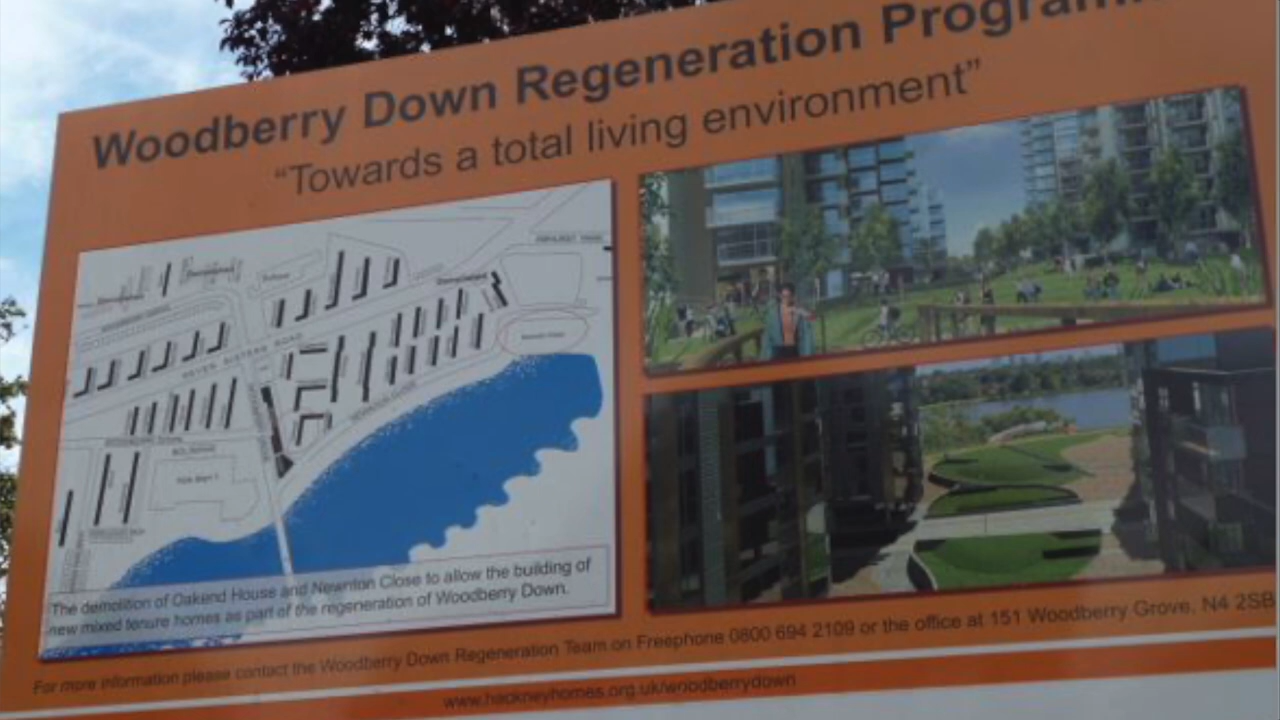 Woodberry Down Regeneration
"Towards a total living environment"
SEVEN SISTERS ROAD
The demolition of Oakend House and Newnton Close to allow the building of
new mixed tenure homes as part of the regeneration of Woodberry Down.
For more information please contact the Woodberry Down Regeneration Team on Freephone 0800 694 2109 or the office at 151 Woodberry Grove, N4 2SB
www.hackneyhomes.org.uk/woodberrydown